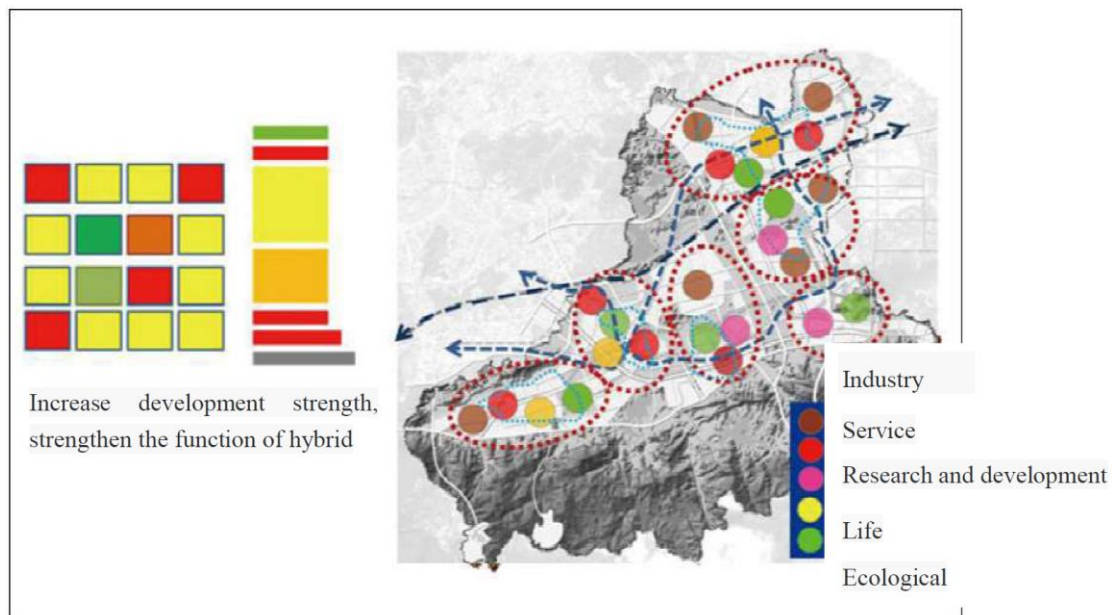 Increase development strength,
strengthen the function of hybrid
Industry
Service
Research and development
Life
Ecological